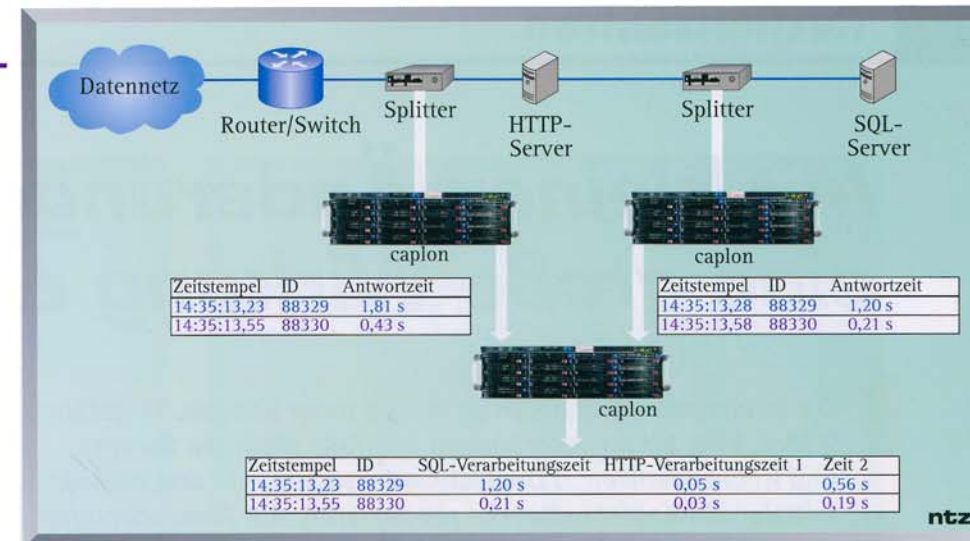 Datennetz
Router/Switch
Splitter
HTTP-
Server
Splitter
SQL-
Server
caplon
caplon
Zeitstempel ID Antwortzeit
14:35:13,23 88329 1,81 s
14:35:13,55 88330 0,43 s
Zeitstempel ID Antwortzeit
14:35:13,28 88329 1,20 s
14:35:13,58 88330 0,21 s
caplon
Zeitstempel ID SQL-Verarbeitungszeit HTTP-Verarbeitungszeit 1 Zeit 2
14:35:13,23 88329 1,20 s 0,05 s 0,56 s
14:35:13,55 88330 0,21 s 0,03 s 0,19 s
ntz